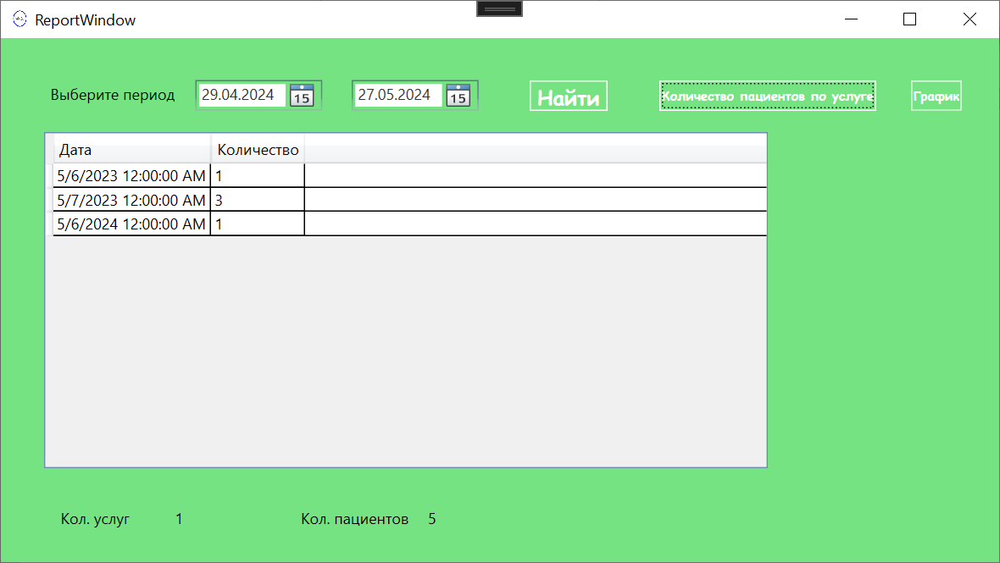 ReportWindow
Выберите период 29.04.2024 15 27.05.2024 15 Найти Количество пациентов по услуге График
Дата Количество
5/6/2023 12:00:00 AM 1
5/7/2023 12:00:00 AM 3
5/6/2024 12:00:00 AM 1
Кол. услуг 1 Кол. пациентов 5